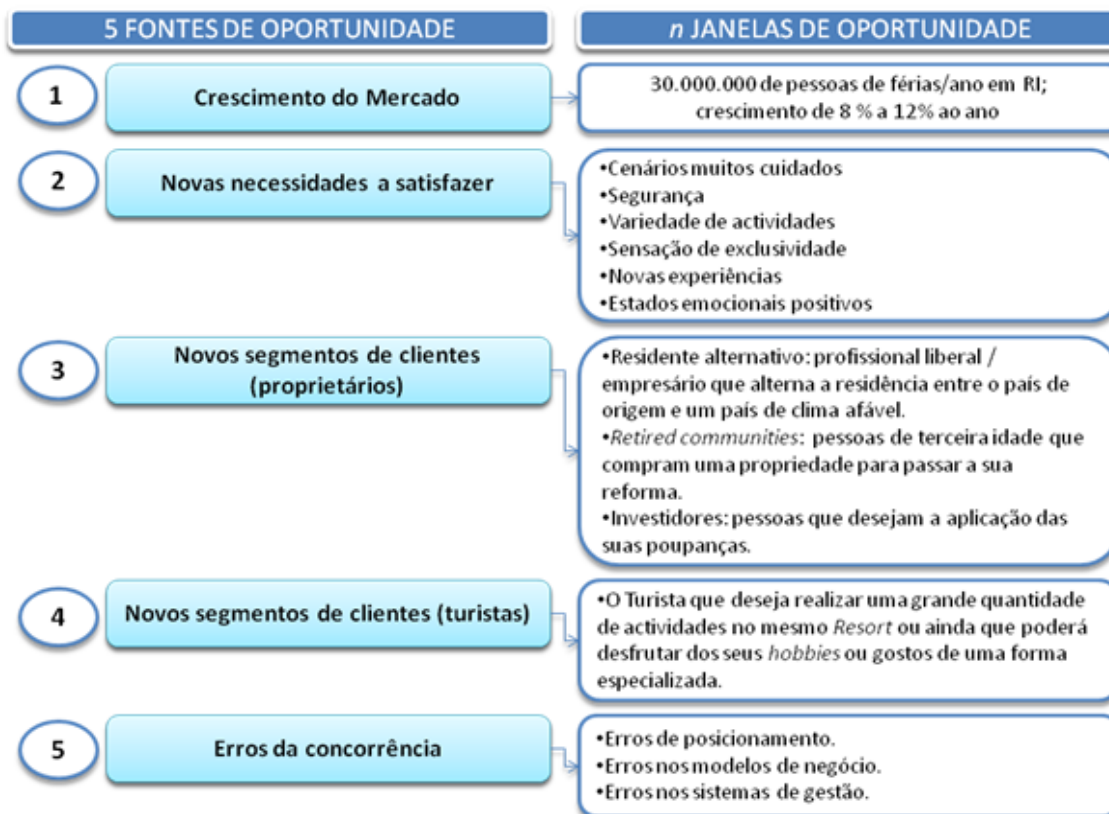 5 FONTES DE OPORTUNIDADE
n JANELAS DE OPORTUNIDADE
1
Crescimento do Mercado
30.000.000 de pessoas de férias/ano em RI;
crescimento de 8 % a 12% ao ano
2
Novas necessidades a satisfazer
•Cenários muitos cuidados
•Segurança
•Variedade de actividades
•Sensação de exclusividade
•Novas experiências
•Estados emocionais positivos
3
Novos segmentos de clientes
(proprietários)
•Residente alternativo: profissional liberal /
empresário que alterna a residência entre o país de
origem e um país de clima afável.
•Retired communities: pessoas de terceira idade que
compram uma propriedade para passar a sua
reforma.
•Investidores: pessoas que desejam a aplicação das
suas poupanças.
4
Novos segmentos de clientes (turistas)
•O Turista que deseja realizar uma grande quantidade
de actividades no mesmo Resort ou ainda que poderá
desfrutar dos seus hobbies ou gostos de uma forma
especializada.
5
Erros da concorrência
•Erros de posicionamento.
•Erros nos modelos de negócio.
•Erros nos sistemas de gestão.